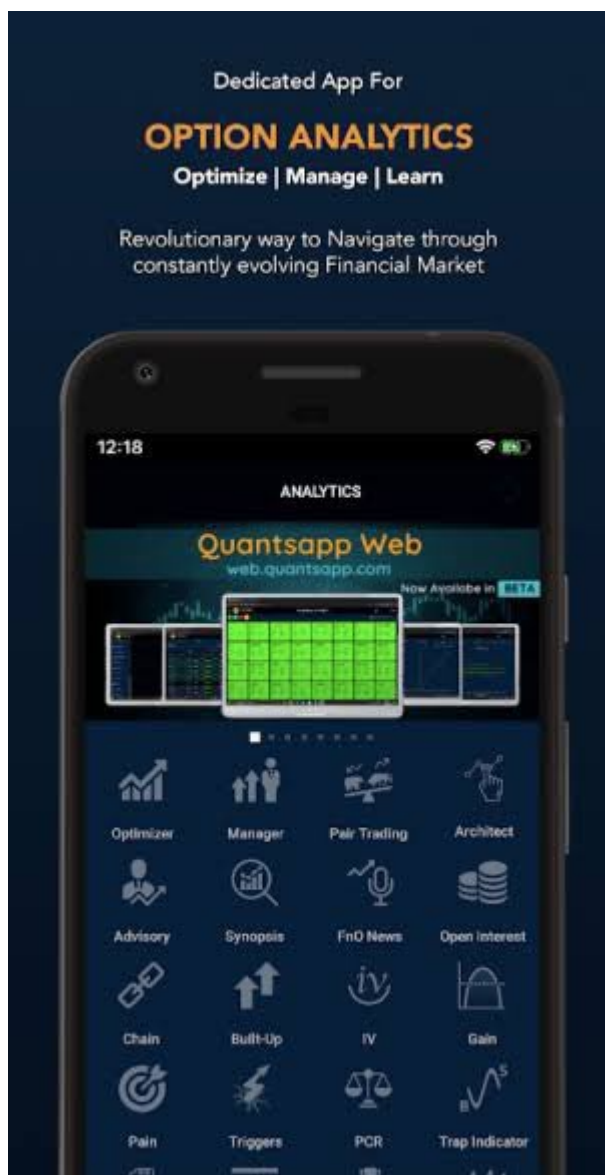 Dedicated App For
OPTION ANALYTICS
Optimize | Manage | Learn
Revolutionary way to Navigate through
constantly evolving Financial Market
12:18
ANALYTICS
Quantsapp Web
web.quantsapp.com
Now Availabe in BETA
Optimizer Manager Pair Trading Architect
Advisory Synopsis FnO News Open Interest
iv
Chain Built-Up IV Gain
B S
Pain Triggers PCR Trap Indicator